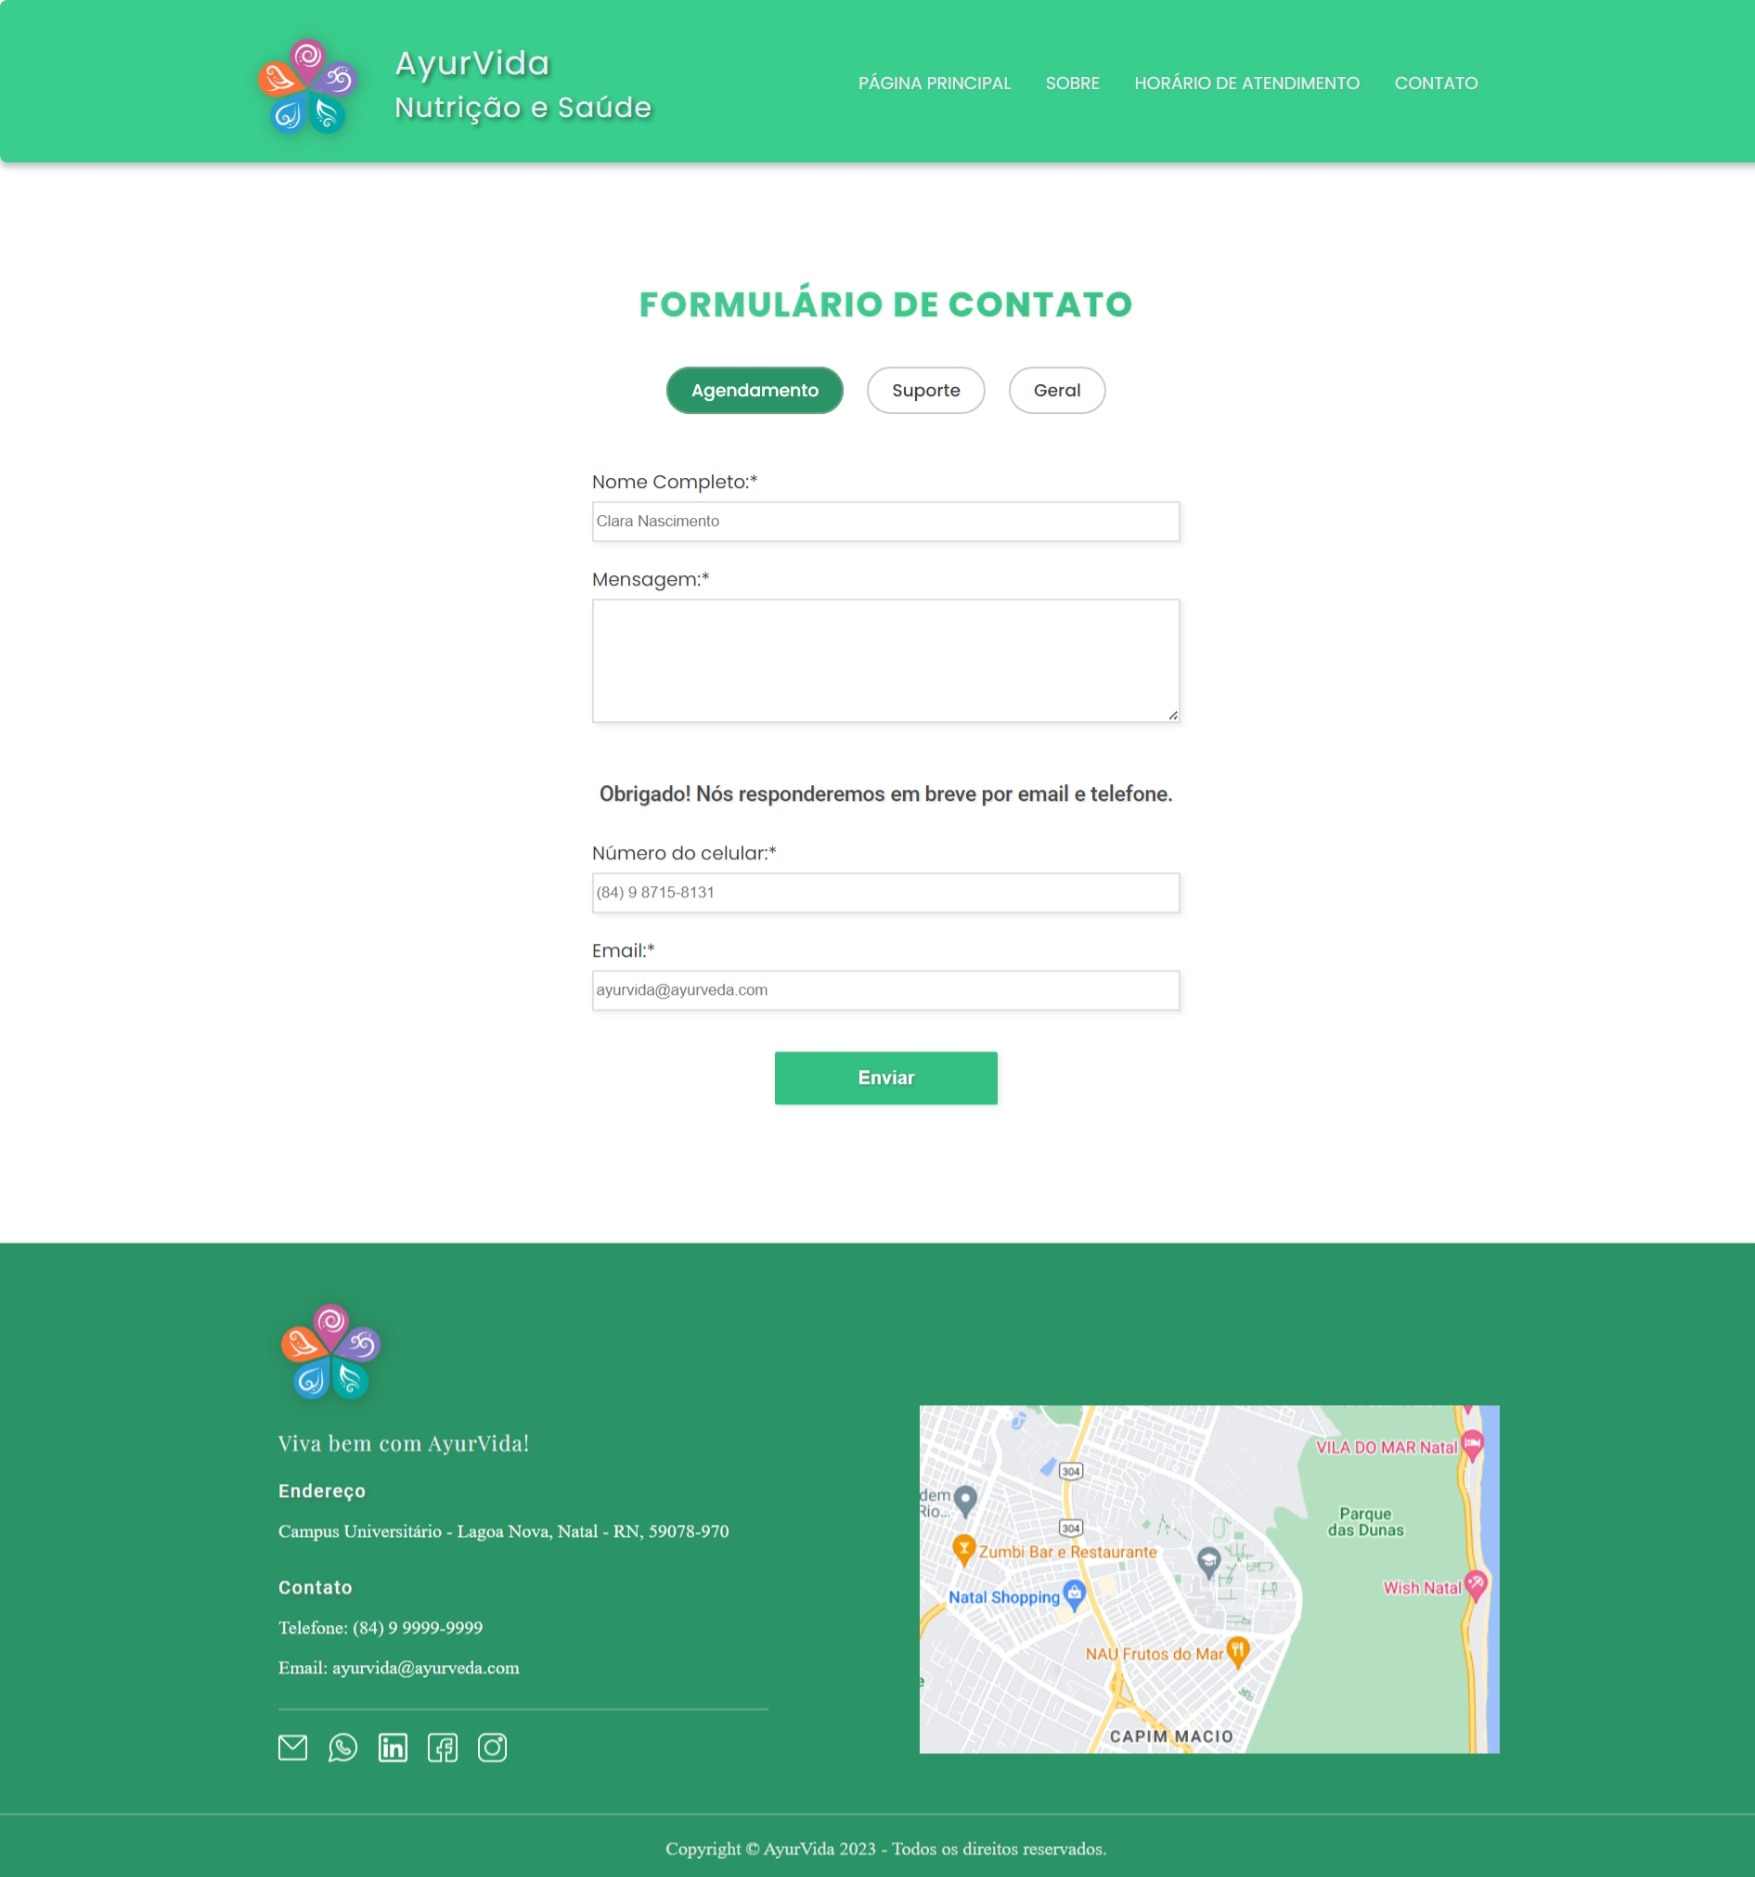 AyurVida
Nutrição e Saúde
PÁGINA PRINCIPAL SOBRE HORÁRIO DE ATENDIMENTO CONTATO
FORMULÁRIO DE CONTATO
Agendamento Suporte Geral
Nome Completo:*
Clara Nascimento
Mensagem:*
Obrigado! Nós responderemos em breve por email e telefone.
Número do celular:*
(84) 9 8715-8131
Email:*
ayurvida@ayurveda.com
Enviar
Viva bem com AyurVida!
Endereço
Campus Universitário - Lagoa Nova, Natal - RN, 59078-970
Contato
Telefone: (84) 9 9999-9999
Email: ayurvida@ayurveda.com
in
VILA DO MAR Natal
304
dem
Rio...
Parque
das Dunas
304
Zumbi Bar e Restaurante
Wish Natal
Natal Shopping
NAU Frutos do Mar
CAPIM MACIO
Copyright © AyurVida 2023 - Todos os direitos reservados.